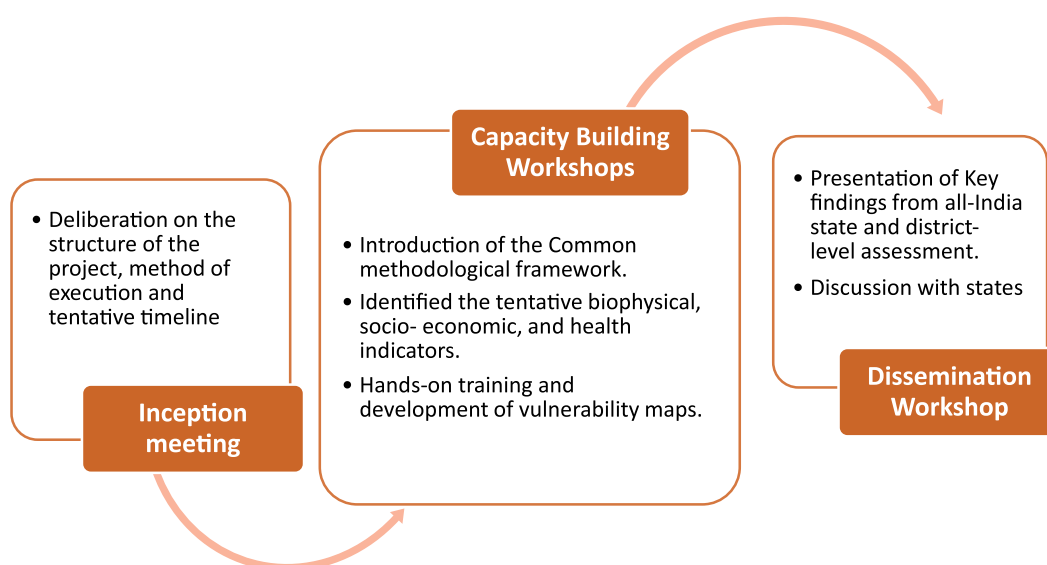 • Deliberation on the
structure of the
project, method of
execution and
tentative timeline
Inception
meeting
Capacity Building
Workshops
• Introduction of the Common
methodological framework.
• Identified the tentative biophysical,
socio- economic, and health
indicators.
• Hands-on training and
development of vulnerability maps.
• Presentation of Key
findings from all-India
state and district-
level assessment.
• Discussion with states
Dissemination
Workshop